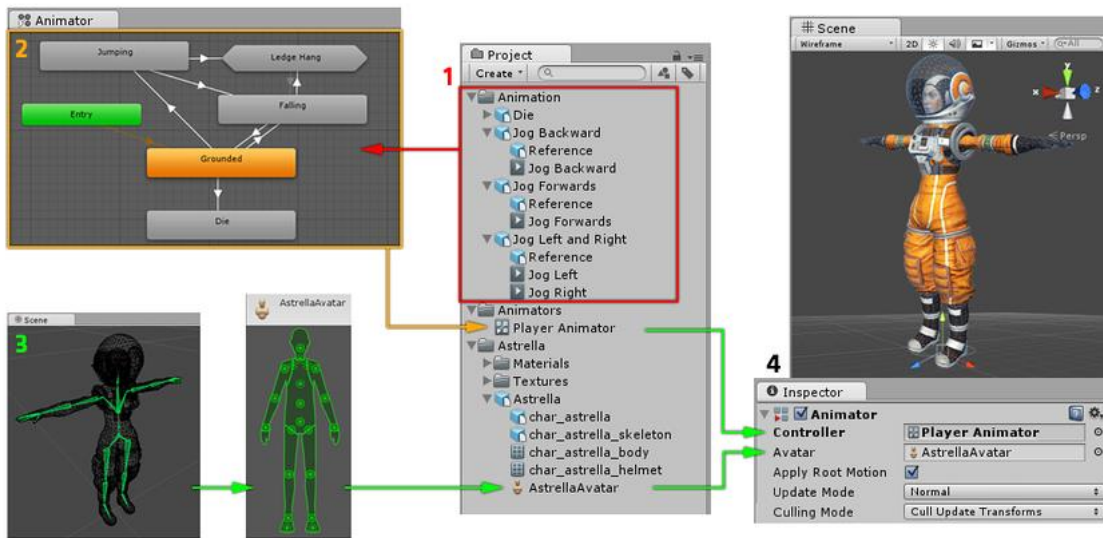 Animator
2
Jumping
Ledge Hang
Falling
Entry
Grounded
Die
1
Project
Create
Animation
Die
Jog Backward
Reference
Jog Backward
Jog Forwards
Reference
Jog Forwards
Jog Left and Right
Reference
Jog Left
Jog Right
Animators
Player Animator
Astrella
Materials
Textures
Astrella
char_astrella
char_astrella_skeleton
char_astrella_body
char_astrella_helmet
AstrellaAvatar
Scene
3
AstrellaAvatar
Scene
Wireframe 2D Gizmos All
y
x z
Persp
4
Inspector
Animator
Controller Player Animator
Avatar AstrellaAvatar
Apply Root Motion
Update Mode Normal
Culling Mode Cull Update Transforms